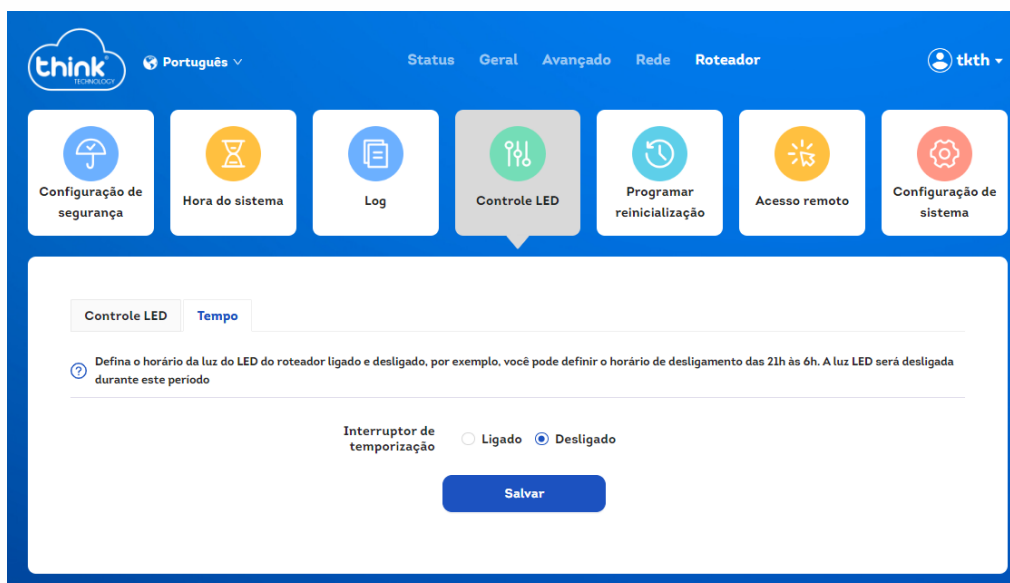 think
TECHNOLOGY
Português
Status Geral Avançado Rede Roteador
tkth
Configuração de
segurança
Hora do sistema
Log
Controle LED
Programar
reinicialização
Acesso remoto
Configuração de
sistema
Controle LED
Tempo
Defina o horário da luz do LED do roteador ligado e desligado, por exemplo, você pode definir o horário de desligamento das 21h às 6h. A luz LED será desligada
durante este período
Interruptor de
temporização
Ligado Desligado
Salvar